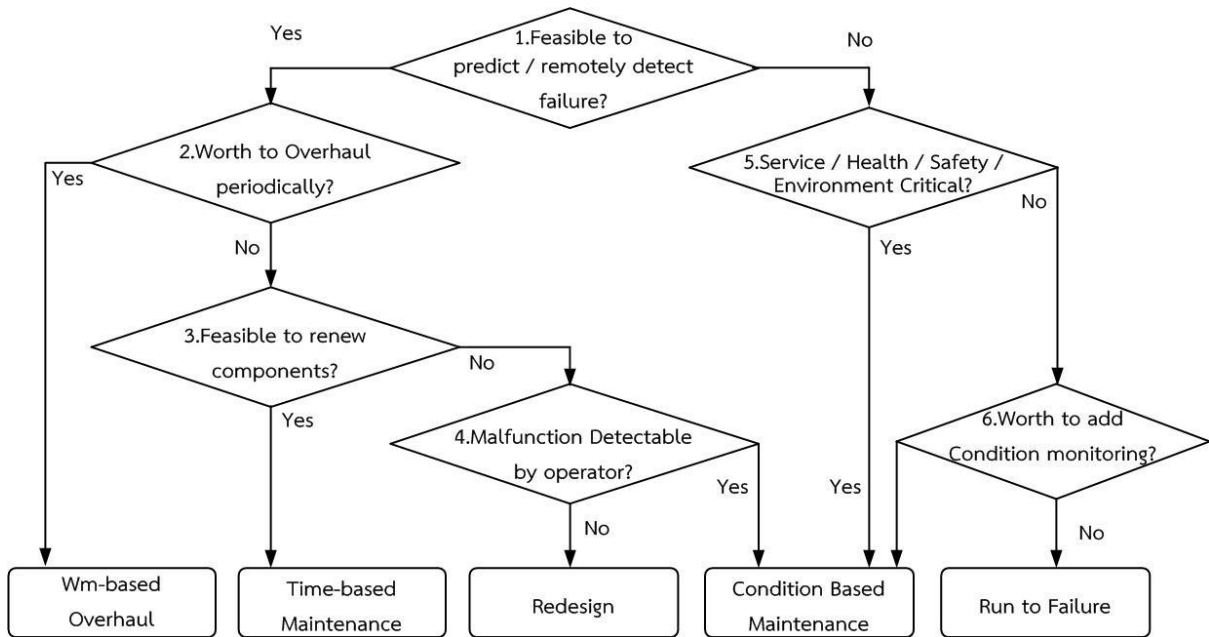 Yes
1.Feasible to
predict / remotely detect
failure?
No
2.Worth to Overhaul
periodically?
Yes
No
5.Service / Health / Safety /
Environment Critical?
No
Yes
3.Feasible to renew
components?
No
Yes
4.Malfunction Detectable
by operator?
Yes
No
6.Worth to add
Condition monitoring?
Yes
No
Wm-based
Overhaul
Time-based
Maintenance
Redesign
Condition Based
Maintenance
Run to Failure